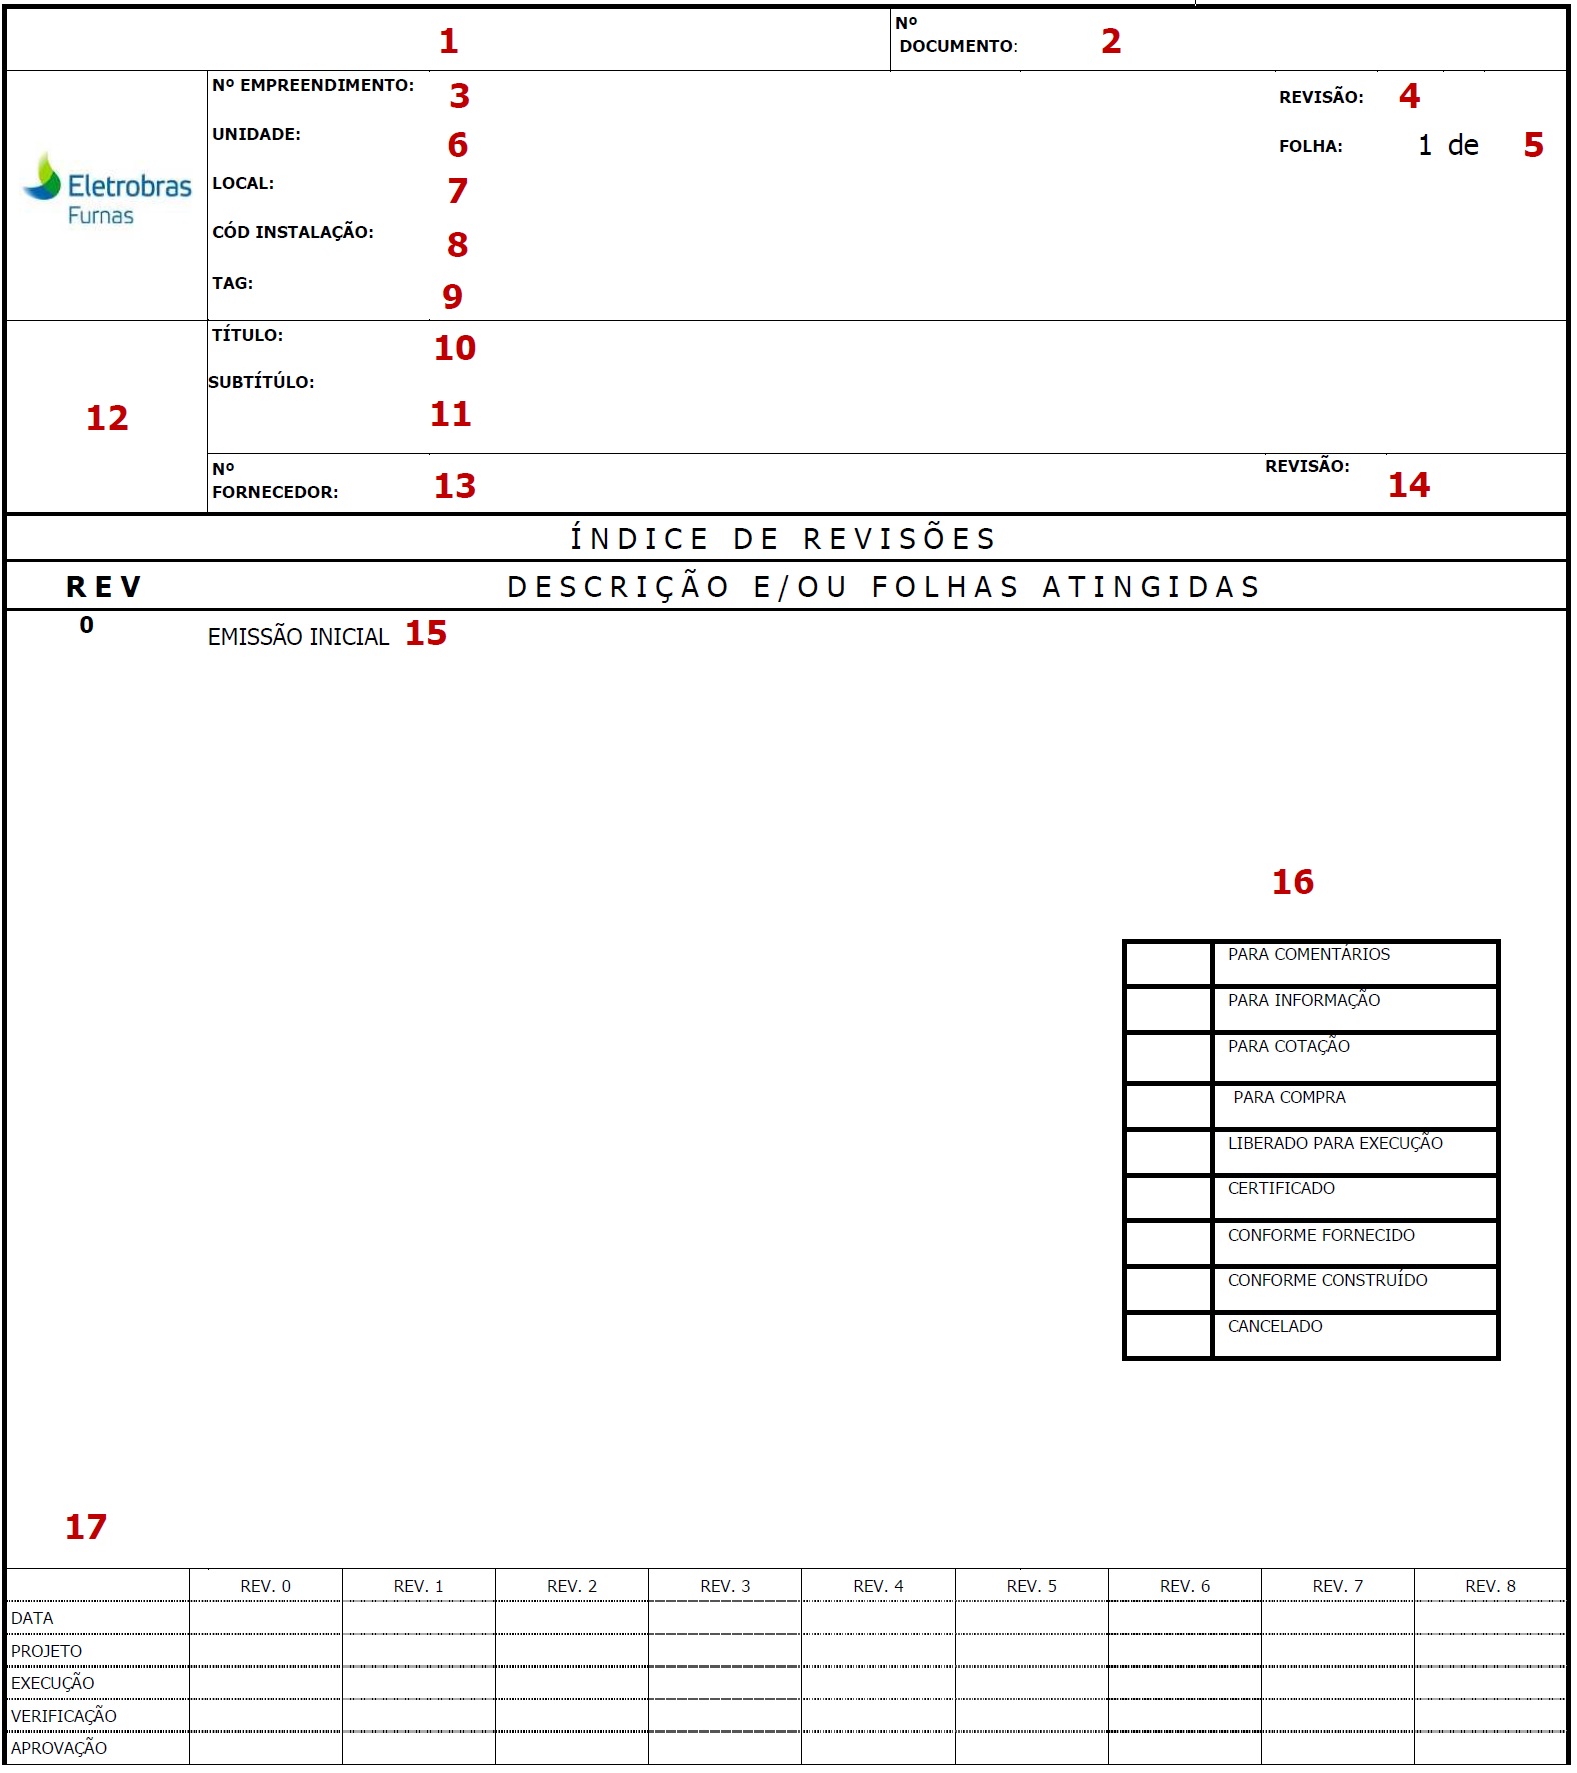 1
Nº
DOCUMENTO: 2
Nº EMPREENDIMENTO: 3
REVISÃO: 4
UNIDADE: 6
FOLHA: 1 de 5
Eletrobras
Furnas
LOCAL: 7
CÓD INSTALAÇÃO: 8
TAG: 9
TÍTULO: 10
SUBTÍTÚLO: 11
12
Nº
FORNECEDOR: 13
REVISÃO: 14
ÍNDICE DE REVISÕES
REV DESCRIÇÃO E/OU FOLHAS ATINGIDAS
0 EMISSÃO INICIAL 15
16
PARA COMENTÁRIOS
PARA INFORMAÇÃO
PARA COTAÇÃO
PARA COMPRA
LIBERADO PARA EXECUÇÃO
CERTIFICADO
CONFORME FORNECIDO
CONFORME CONSTRUÍDO
CANCELADO
17
REV. 0 REV. 1 REV. 2 REV. 3 REV. 4 REV. 5 REV. 6 REV. 7 REV. 8
DATA
PROJETO
EXECUÇÃO
VERIFICAÇÃO
APROVAÇÃO